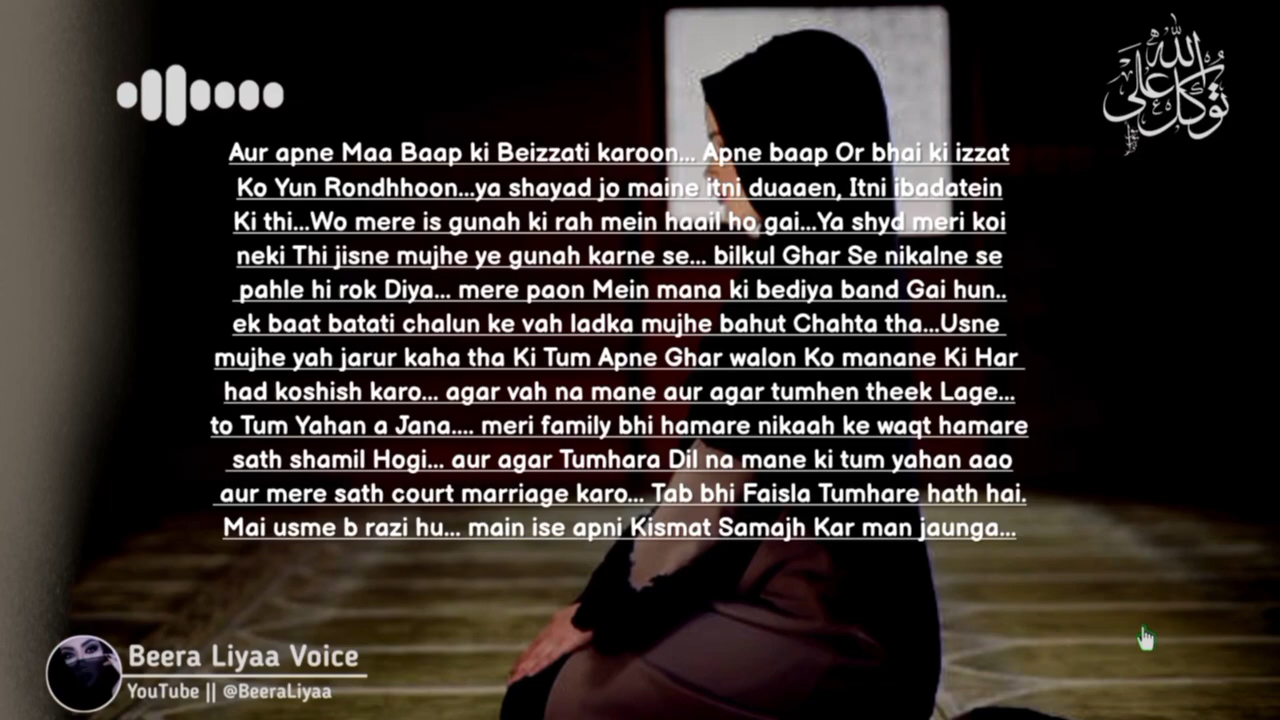 توكل على الله
Aur apne Maa Baap ki Beizzati karoon... Apne baap Or bhai ki izzat
Ko Yun Rondhhoon...ya shayad jo maine itni duaaen, Itni ibadatein
Ki thi...Wo mere is gunah ki rah mein haail ho gai...Ya shyd meri koi
neki Thi jisne mujhe ye gunah karne se... bilkul Ghar Se nikalne se
pahle hi rok Diya... mere paon Mein mana ki bediya band Gai hun..
ek baat batati chalun ke vah ladka mujhe bahut Chahta tha...Usne
mujhe yah jarur kaha tha Ki Tum Apne Ghar walon Ko manane Ki Har
had koshish karo... agar vah na mane aur agar tumhen theek Lage...
to Tum Yahan a Jana.... meri family bhi hamare nikaah ke waqt hamare
sath shamil Hogi... aur agar Tumhara Dil na mane ki tum yahan aao
aur mere sath court marriage karo... Tab bhi Faisla Tumhare hath hai.
Mai usme b razi hu... main ise apni Kismat Samajh Kar man jaunga...
Beera Liyaa Voice
YouTube || @BeeraLiyaa